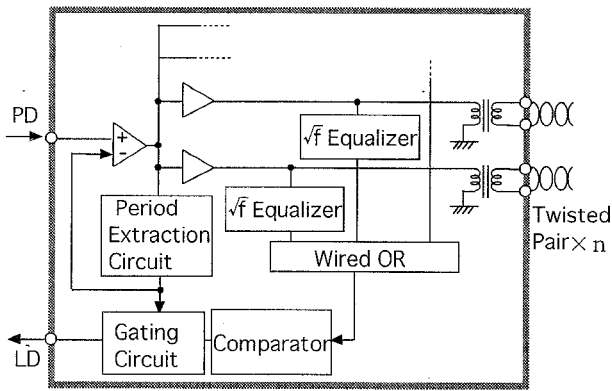 PD
+
-
√f Equalizer
√f Equalizer
Period
Extraction
Circuit
Twisted
Pair×n
Wired OR
LD
Gating
Circuit
Comparator